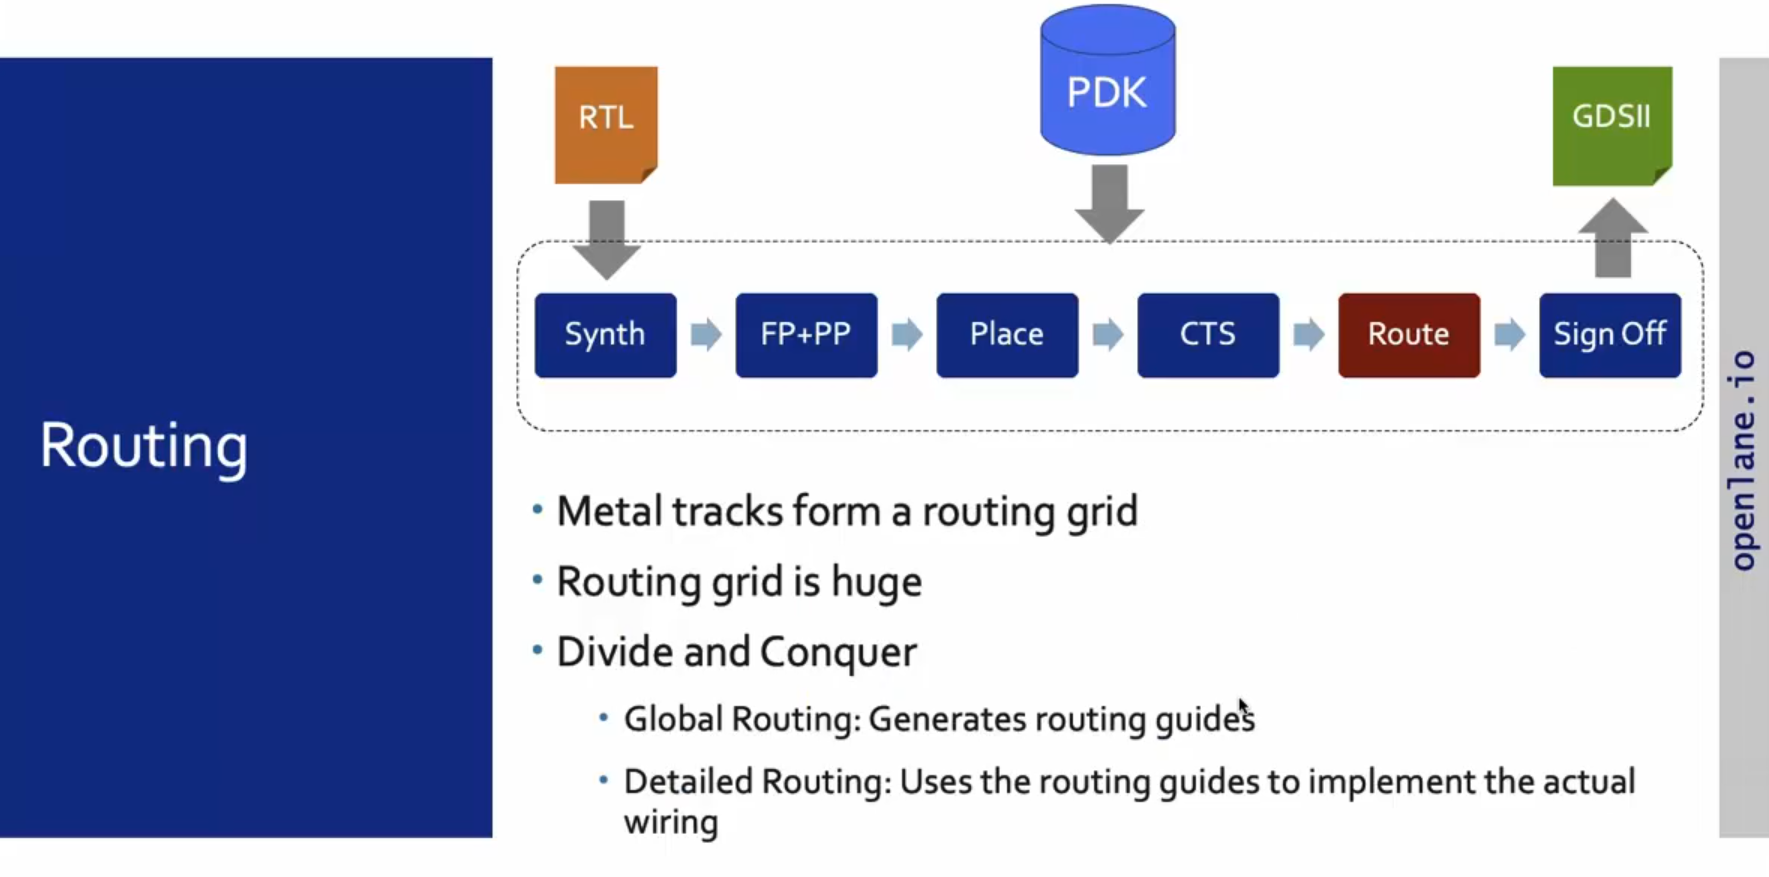 PDK
RTL
GDSII
Synth
FP+PP
Place
CTS
Route
Sign Off
Routing
• Metal tracks form a routing grid
• Routing grid is huge
• Divide and Conquer
• Global Routing: Generates routing guides
• Detailed Routing: Uses the routing guides to implement the actual
wiring
openlane.io